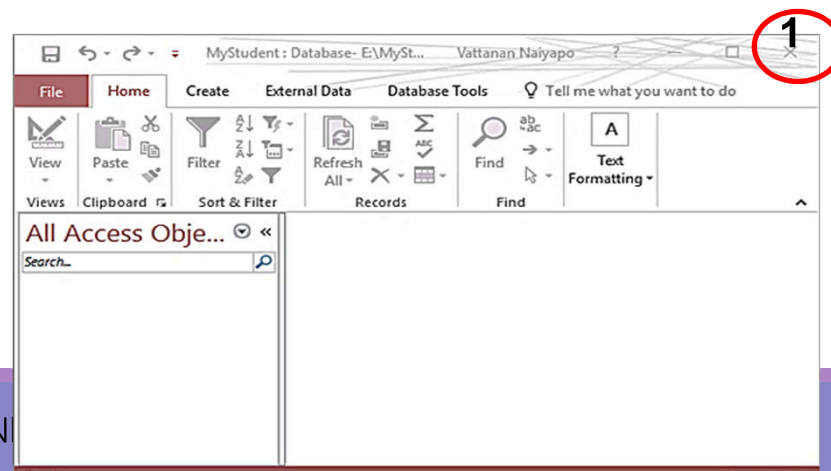 1
MyStudent : Database- E:\MySt... Vattanan Naiyapo ?
File Home Create External Data Database Tools Tell me what you want to do
View Paste Filter Refresh All Find ab ac A Text Formatting
Views Clipboard Sort & Filter Records Find
All Access Obje... «
Search...